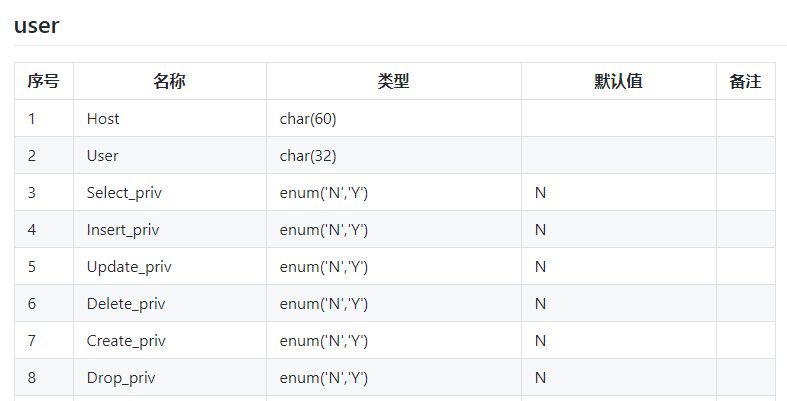 user
序号 名称 类型 默认值 备注
1 Host char(60)
2 User char(32)
3 Select_priv enum('N','Y') N
4 Insert_priv enum('N','Y') N
5 Update_priv enum('N','Y') N
6 Delete_priv enum('N','Y') N
7 Create_priv enum('N','Y') N
8 Drop_priv enum('N','Y') N